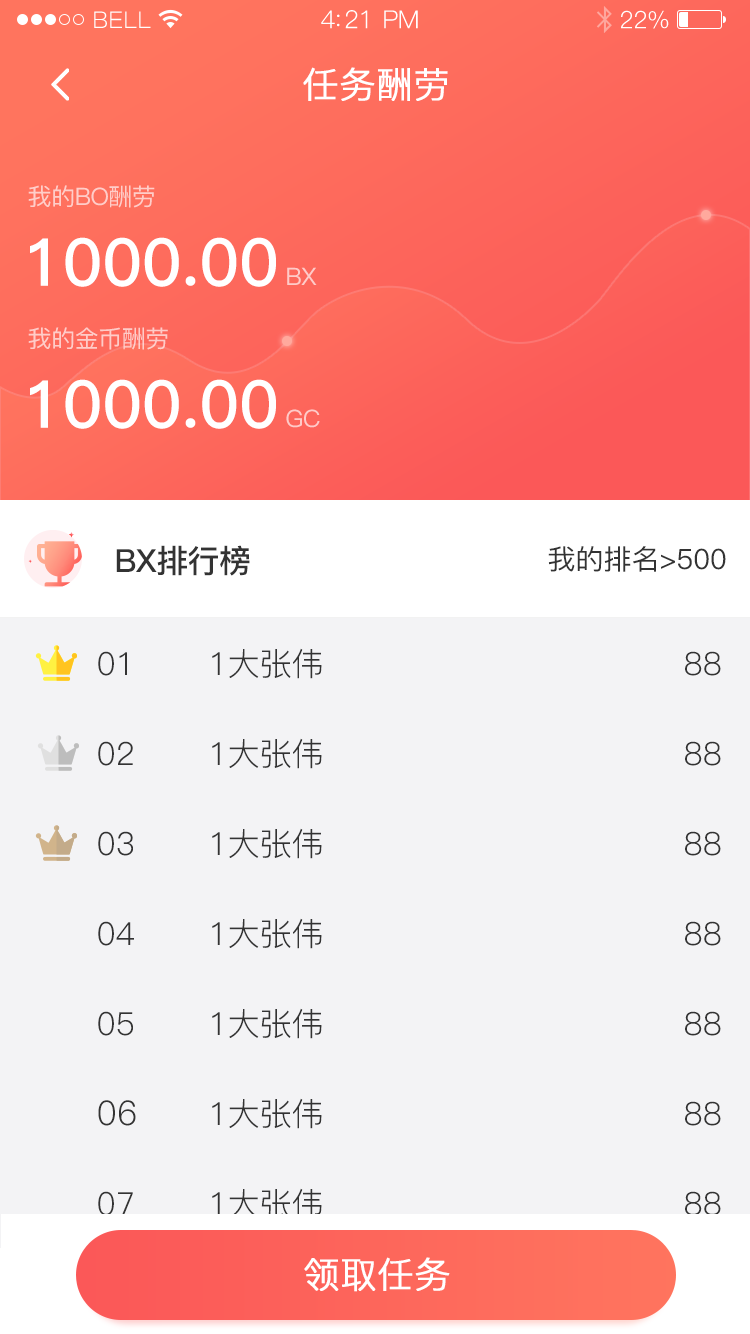 BELL 4:21 PM 22%
任务酬劳
我的BO酬劳
1000.00 BX
我的金币酬劳
1000.00 GC
BX排行榜 我的排名>500
01 1大张伟 88
02 1大张伟 88
03 1大张伟 88
04 1大张伟 88
05 1大张伟 88
06 1大张伟 88
07 1大张伟 88
领取任务